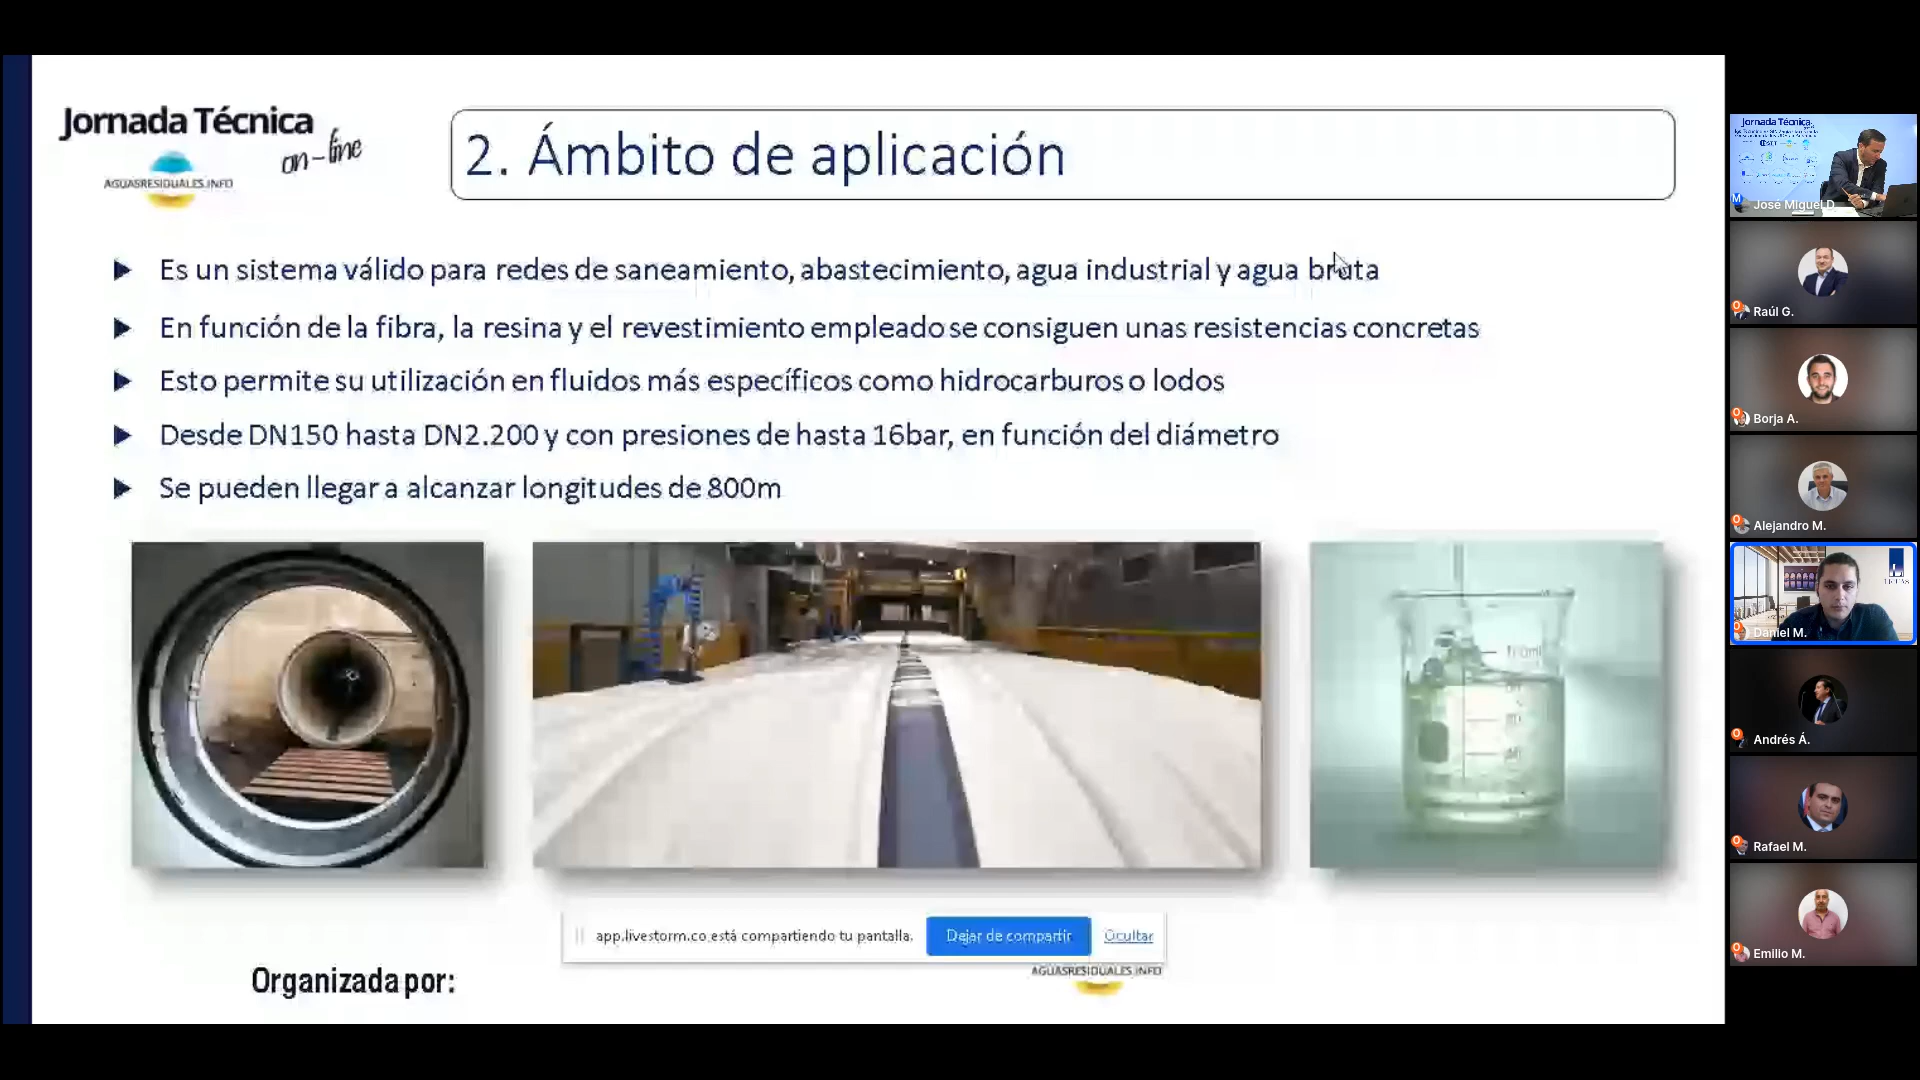 Jornada Técnica
on-line
AGUASRESIDUALES.INFO
2. Ámbito de aplicación
Es un sistema válido para redes de saneamiento, abastecimiento, agua industrial y agua bruta
En función de la fibra, la resina y el revestimiento empleado se consiguen unas resistencias concretas
Esto permite su utilización en fluidos más específicos como hidrocarburos o lodos
Desde DN150 hasta DN2.200 y con presiones de hasta 16bar, en función del diámetro
Se pueden llegar a alcanzar longitudes de 800m
app.livestorm.co está compartiendo tu pantalla.
Dejar de compartir
Ocultar
AGUASRESIDUALES.INFO
Organizada por:
Jornada Técnica
M
José Miguel D.
Raúl G.
Borja A.
Alejandro M.
Daniel M.
Andrés Á.
Rafael M.
Emilio M.